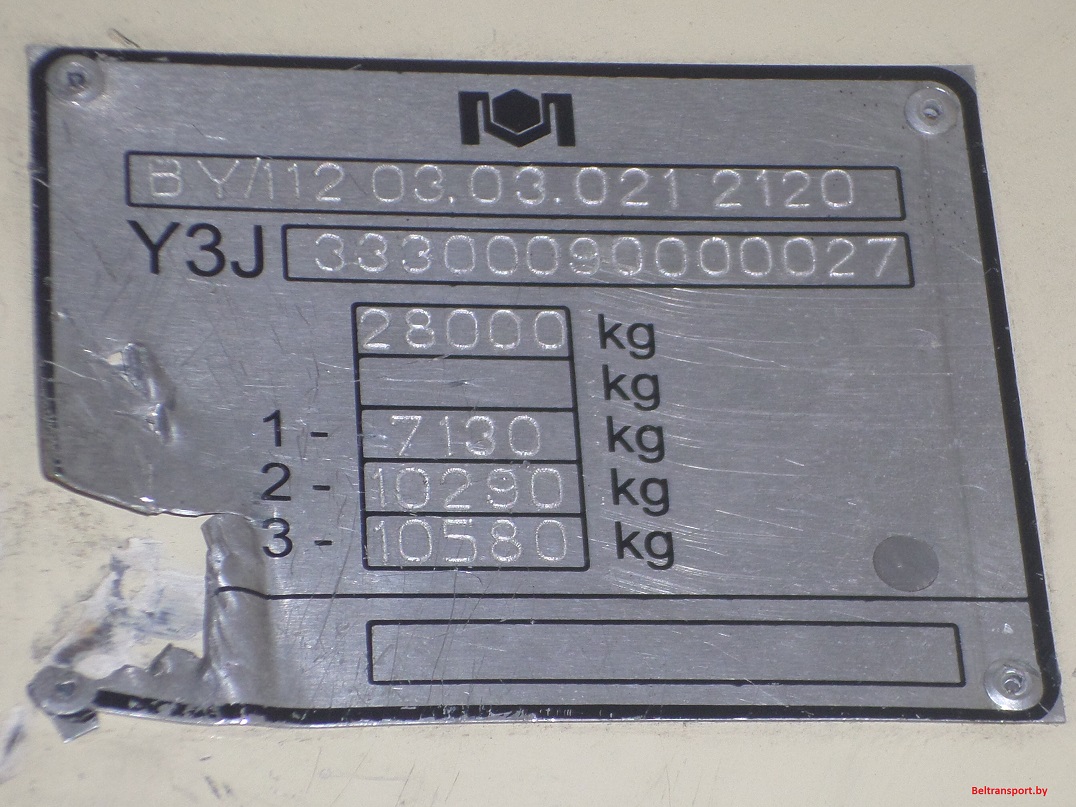 BY/112 03.03.021 2120
Y3J 33300090000027
28000 kg
kg
1 - 7130 kg
2 - 10290 kg
3 - 10580 kg
Beltransport.by